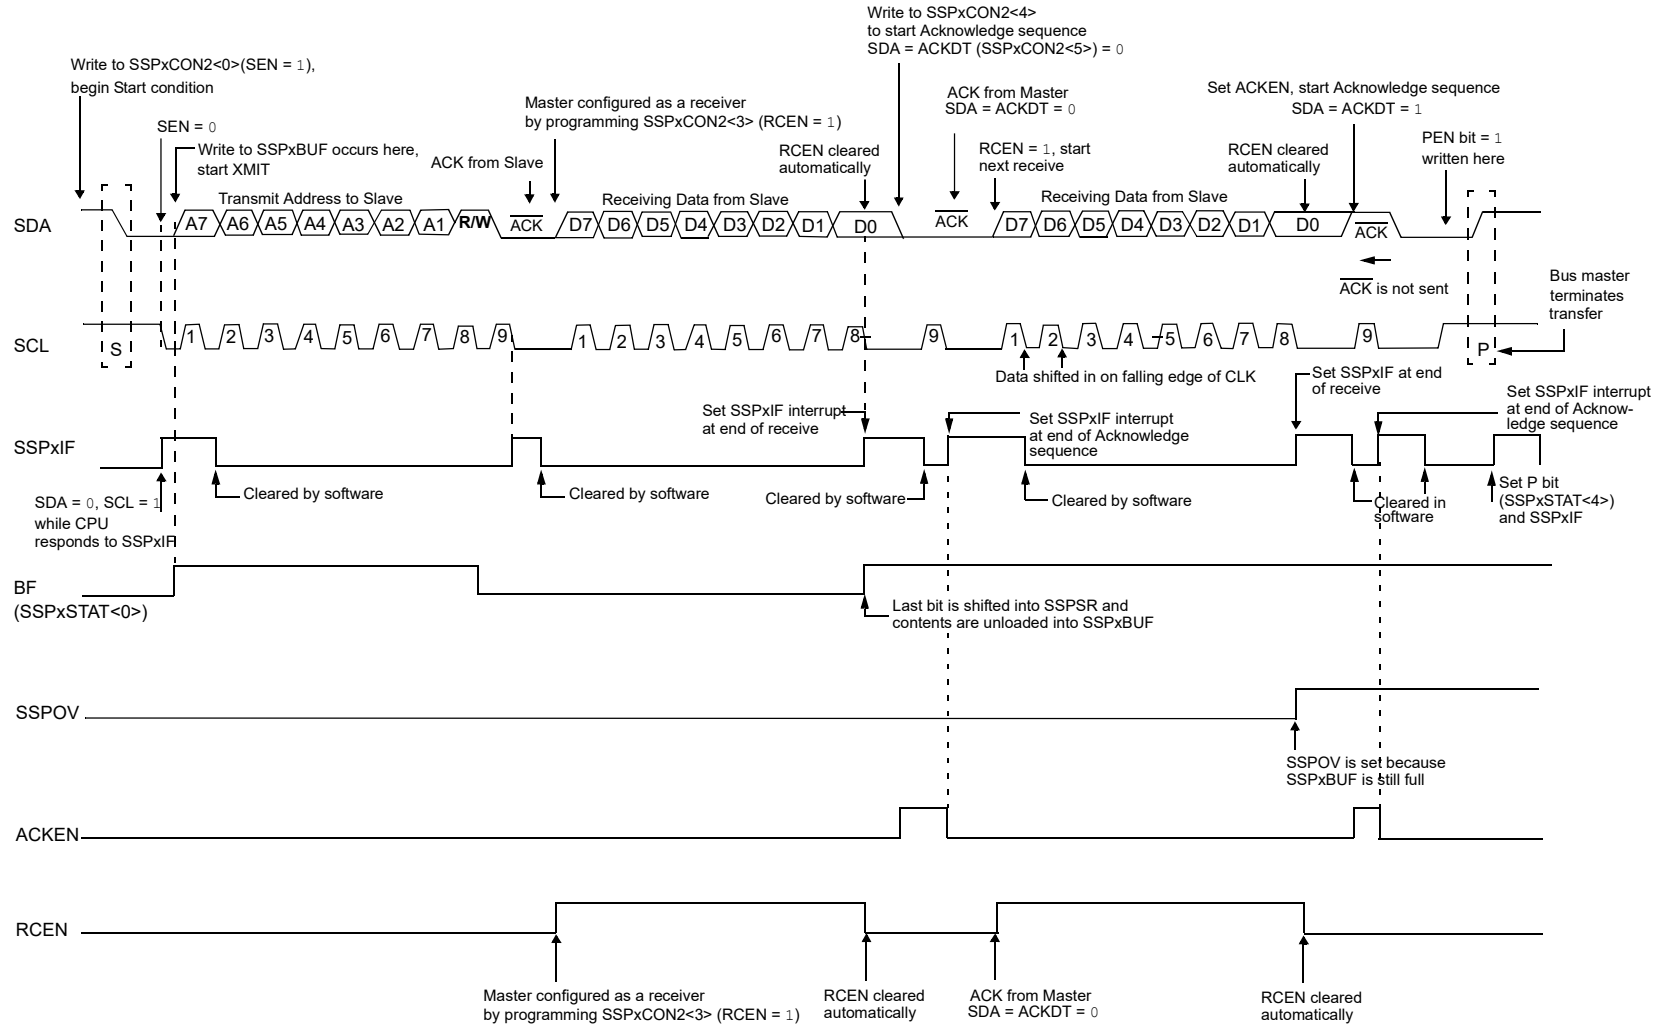 Write to SSPxCON2<4>
to start Acknowledge sequence
SDA = ACKDT (SSPxCON2<5>) = 0
Write to SSPxCON2<0>(SEN = 1),
begin Start condition
ACK from Master
SDA = ACKDT = 0
Set ACKEN, start Acknowledge sequence
SDA = ACKDT = 1
Master configured as a receiver
by programming SSPxCON2<3> (RCEN = 1)
SEN = 0
Write to SSPxBUF occurs here,
start XMIT
ACK from Slave
RCEN cleared
automatically
RCEN = 1, start
next receive
RCEN cleared
automatically
PEN bit = 1
written here
Transmit Address to Slave
Receiving Data from Slave
Receiving Data from Slave
SDA A7 A6 A5 A4 A3 A2 A1 R/W ACK D7 D6 D5 D4 D3 D2 D1 D0 ACK D7 D6 D5 D4 D3 D2 D1 D0 ACK
ACK is not sent
Bus master
terminates
transfer
SCL S 1 2 3 4 5 6 7 8 9 1 2 3 4 5 6 7 8 9 1 2 3 4 5 6 7 8 9 P
Data shifted in on falling edge of CLK
Set SSPxIF at end
of receive
Set SSPxIF interrupt
at end of receive
Set SSPxIF interrupt
at end of Acknowledge
sequence
Set SSPxIF interrupt
at end of Acknow-
ledge sequence
SSPxIF
Cleared by software
Cleared by software
Cleared by software
Cleared by software
Cleared in
software
Set P bit
(SSPxSTAT<4>)
and SSPxIF
SDA = 0, SCL = 1
while CPU
responds to SSPxIF
BF
(SSPxSTAT<0>)
Last bit is shifted into SSPSR and
contents are unloaded into SSPxBUF
SSPOV
SSPOV is set because
SSPxBUF is still full
ACKEN
RCEN
Master configured as a receiver
by programming SSPxCON2<3> (RCEN = 1)
RCEN cleared
automatically
ACK from Master
SDA = ACKDT = 0
RCEN cleared
automatically